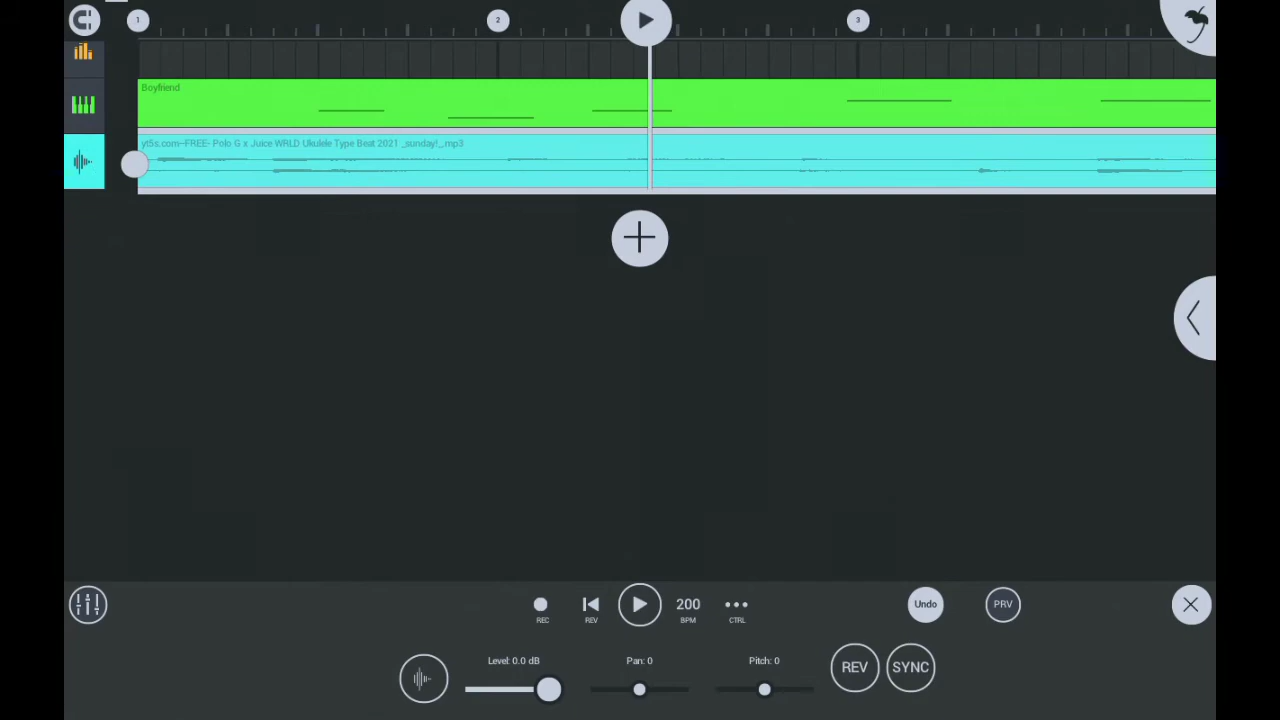 1
2
3
Boyfriend
yt5s.com--FREE- Polo G x Juice WRLD Ukulele Type Beat 2021 _sunday!_.mp3
200
Undo
PRV
REC
REV
BPM
CTRL
Level: 0.0 dB
Pan: 0
Pitch: 0
REV
SYNC